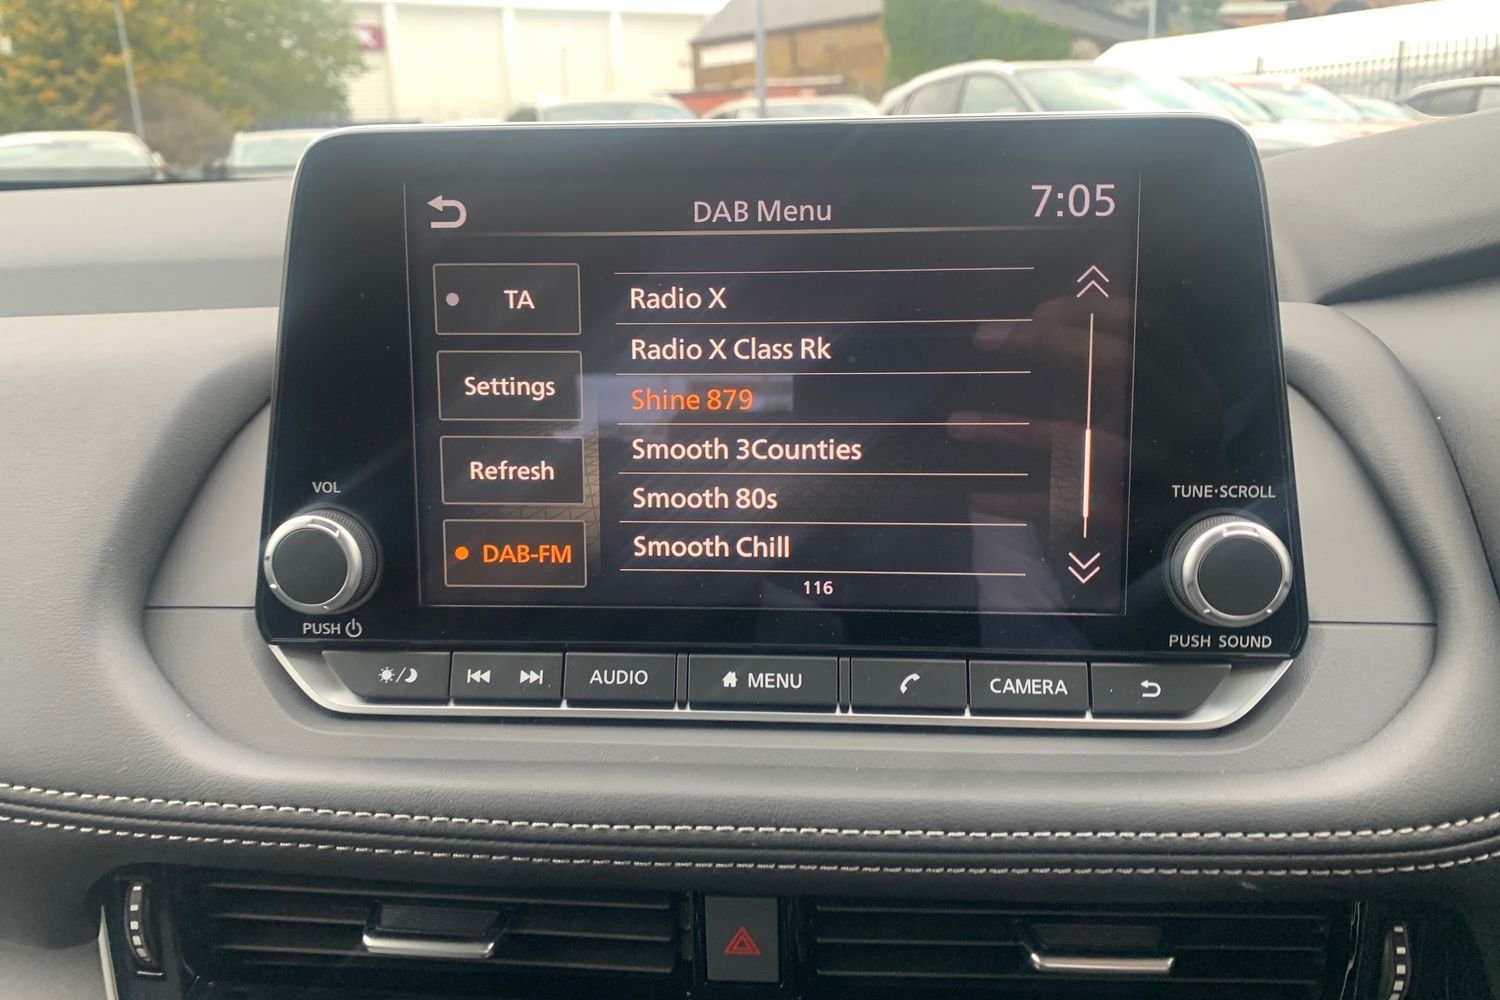 DAB Menu
7:05
TA
Settings
Refresh
DAB-FM
Radio X
Radio X Class Rk
Shine 879
Smooth 3Counties
Smooth 80s
Smooth Chill
116
VOL
PUSH
TUNE·SCROLL
PUSH SOUND
AUDIO
MENU
CAMERA